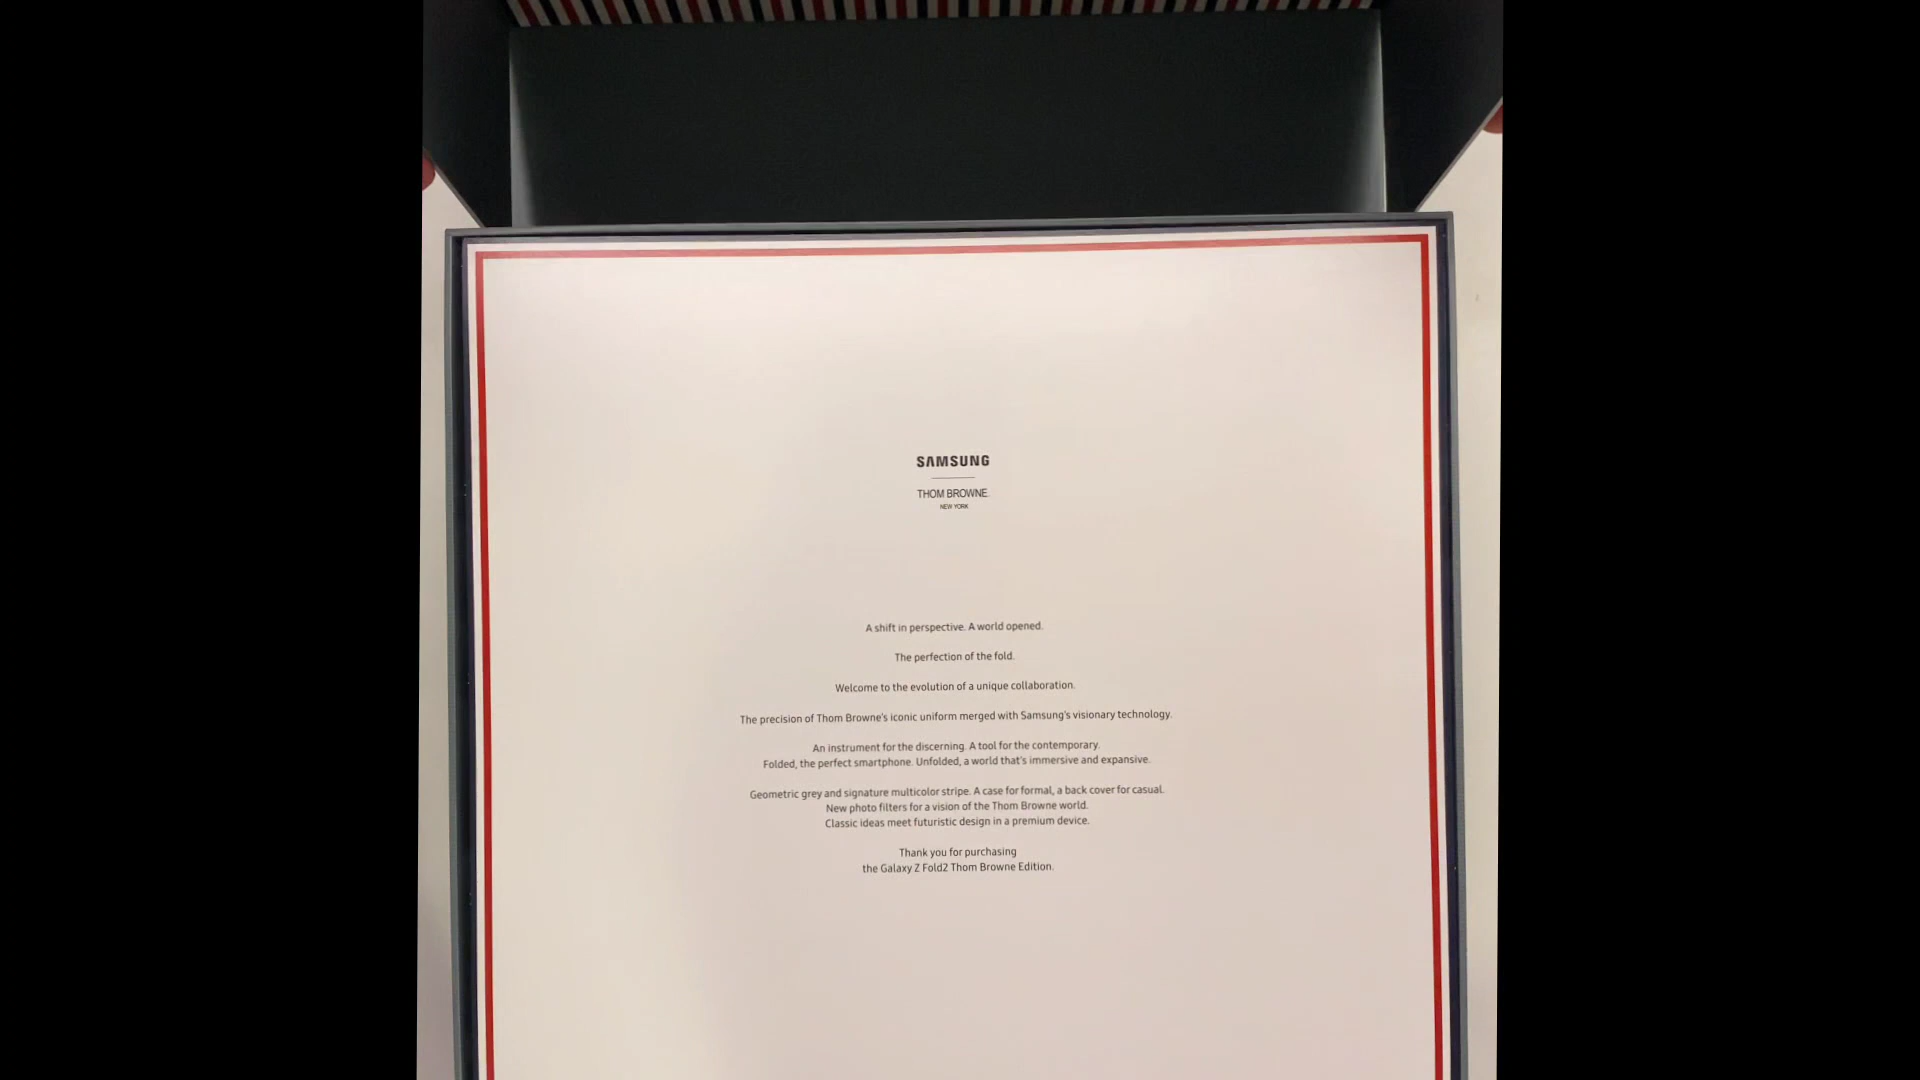 SAMSUNG
THOM BROWNE.
NEW YORK
A shift in perspective. A world opened.
The perfection of the fold.
Welcome to the evolution of a unique collaboration.
The precision of Thom Browne's iconic uniform merged with Samsung's visionary technology.
An instrument for the discerning. A tool for the contemporary.
Folded, the perfect smartphone. Unfolded, a world that's immersive and expansive.
Geometric grey and signature multicolor stripe. A case for formal, a back cover for casual.
New photo filters for a vision of the Thom Browne world.
Classic ideas meet futuristic design in a premium device.
Thank you for purchasing
the Galaxy Z Fold2 Thom Browne Edition.